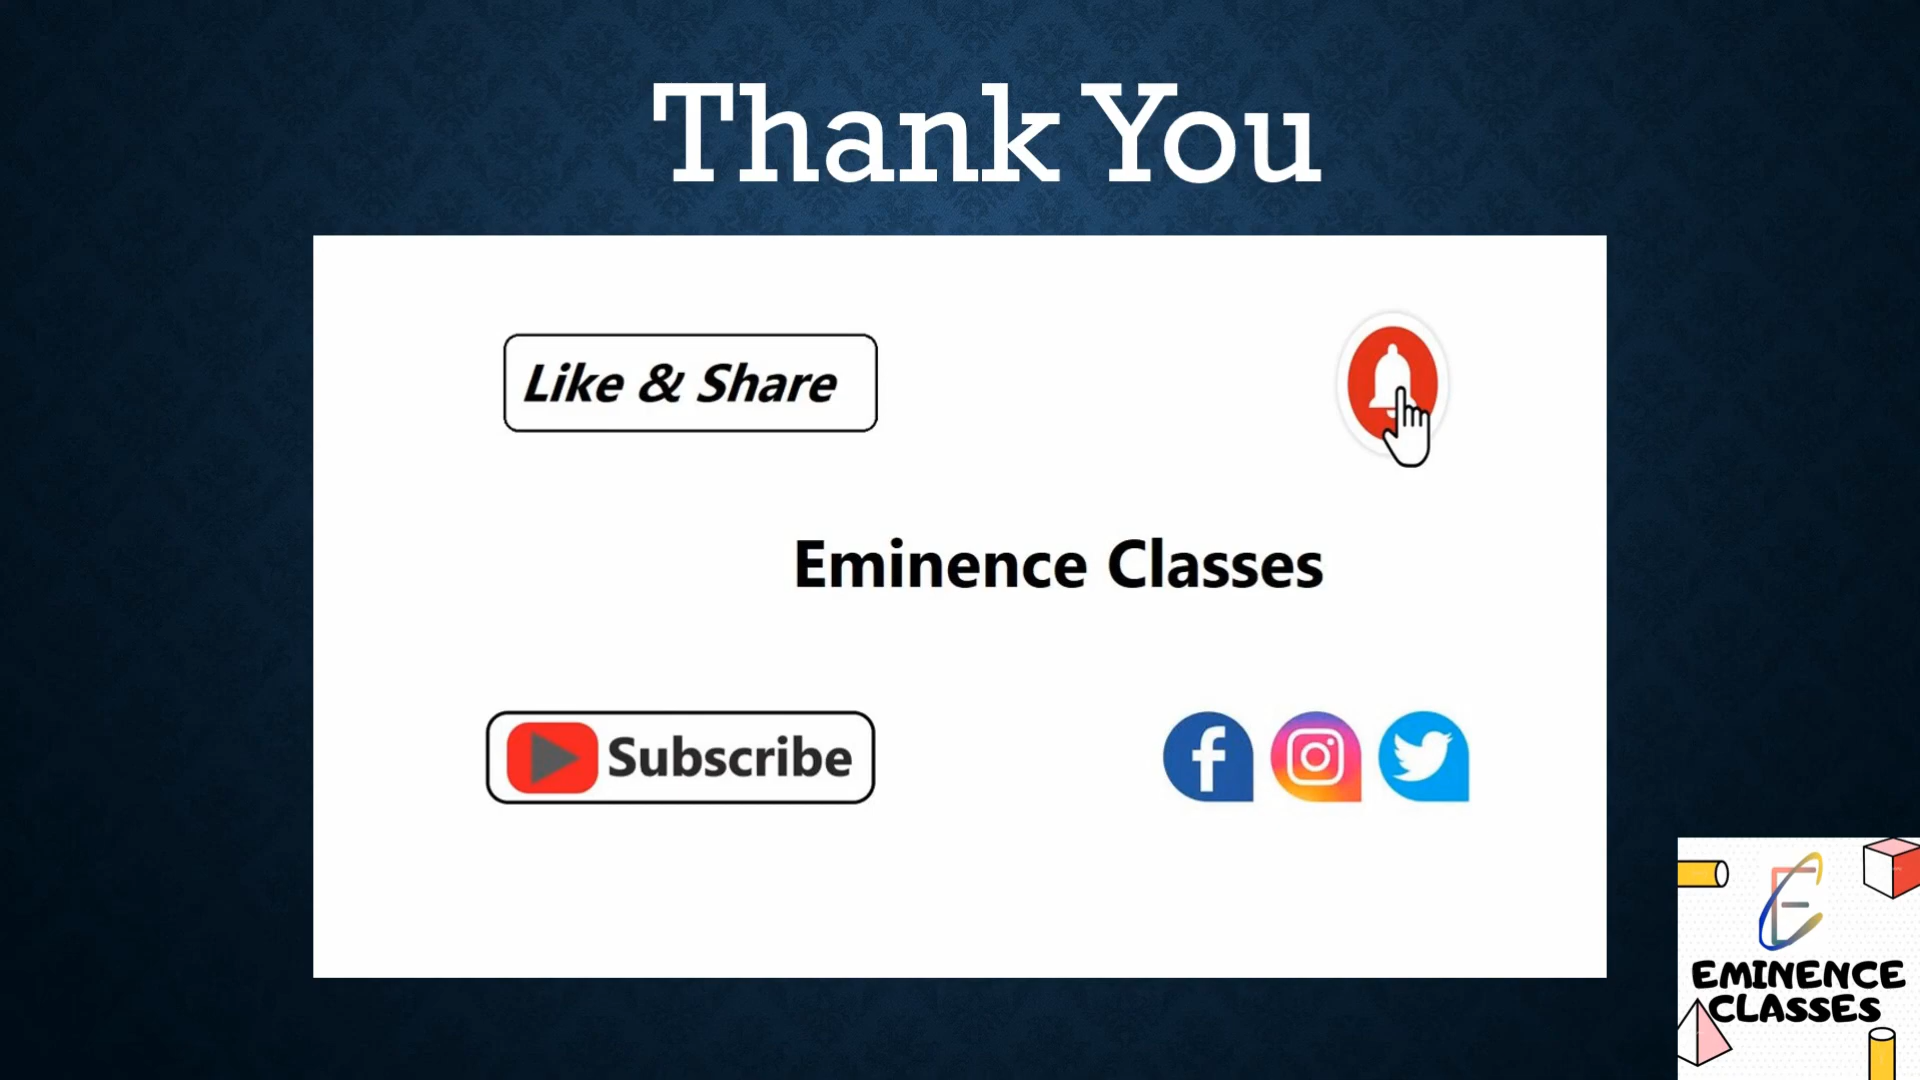 Thank You
Like & Share
Eminence Classes
Subscribe
EMINENCE
CLASSES